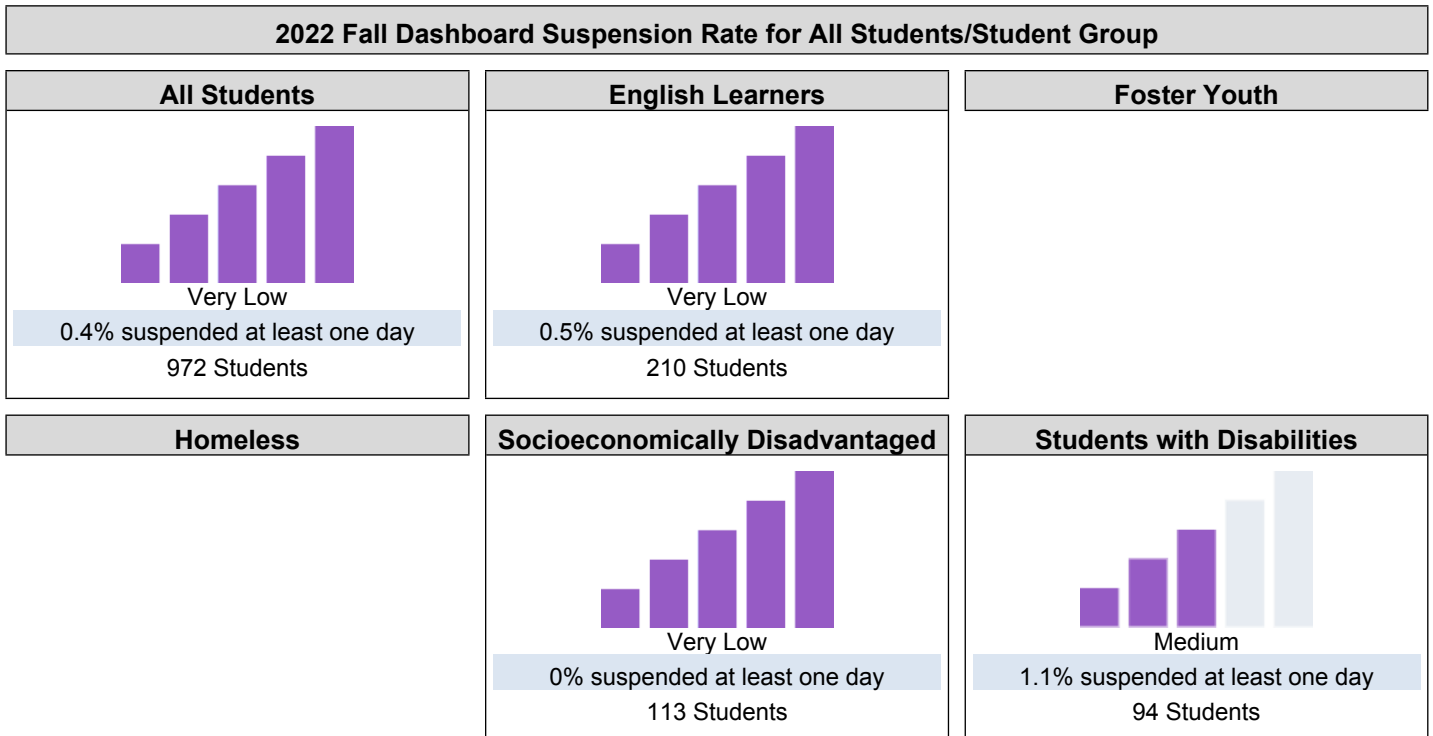 2022 Fall Dashboard Suspension Rate for All Students/Student Group
All Students
Very Low
0.4% suspended at least one day
972 Students
English Learners
Very Low
0.5% suspended at least one day
210 Students
Foster Youth
Homeless
Socioeconomically Disadvantaged
Very Low
0% suspended at least one day
113 Students
Students with Disabilities
Medium
1.1% suspended at least one day
94 Students